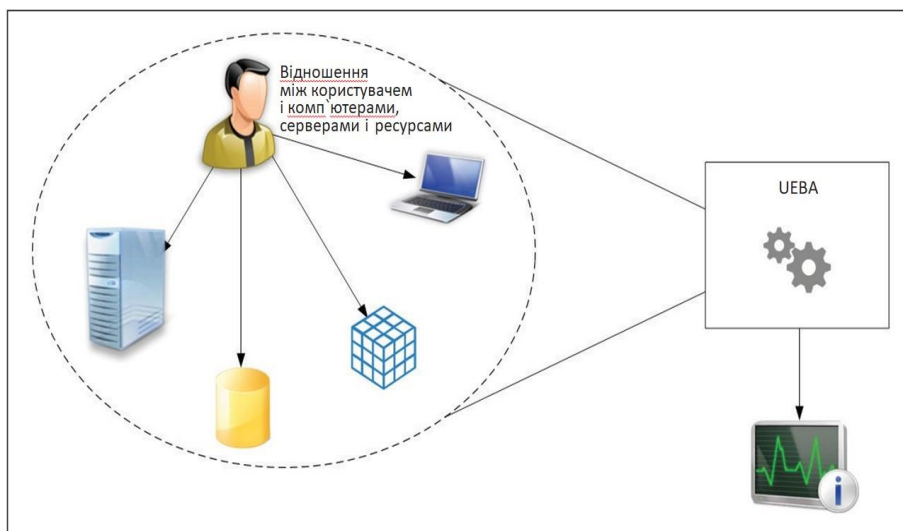 Відношення
між користувачем
і комп`ютерами,
серверами і ресурсами
UEBA